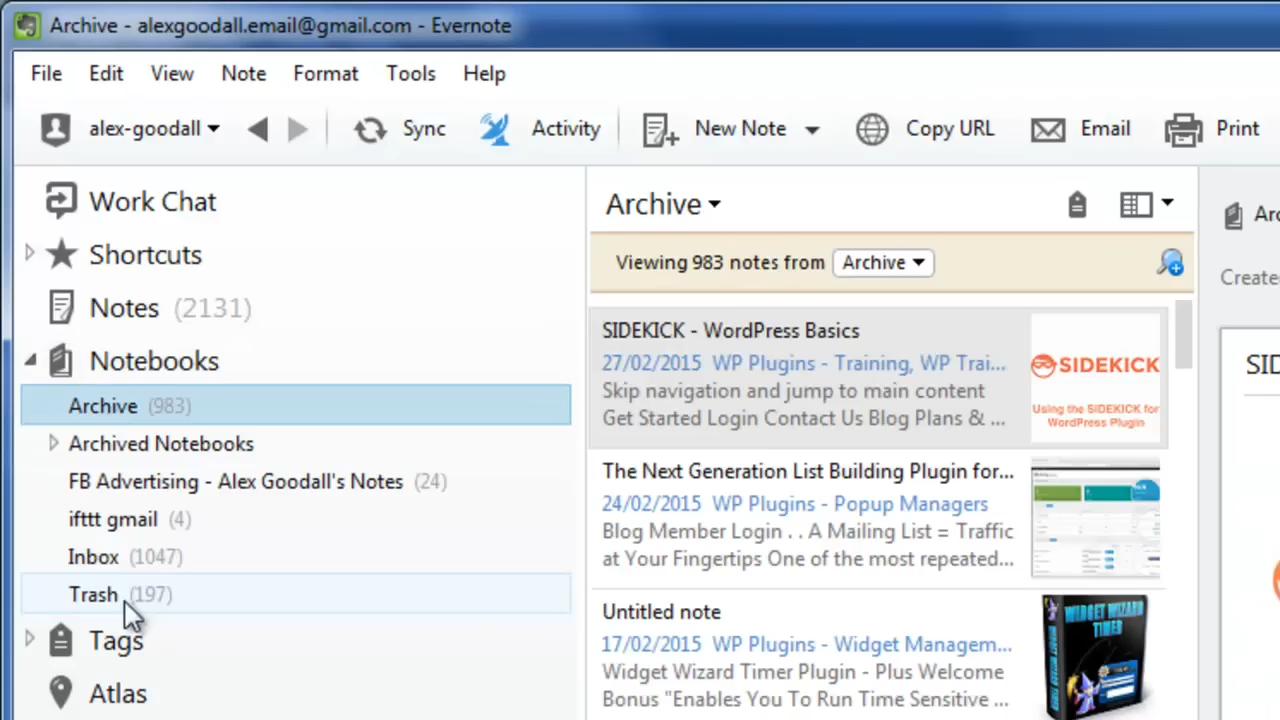 Archive - alexgoodall.email@gmail.com - Evernote
File Edit View Note Format Tools Help
alex-goodall Sync Activity New Note Copy URL Email Print
Work Chat
Shortcuts
Notes (2131)
Notebooks
Archive (983)
Archived Notebooks
FB Advertising - Alex Goodall's Notes (24)
ifttt gmail (4)
Inbox (1047)
Trash (197)
Tags
Atlas
Archive
Viewing 983 notes from Archive
SIDEKICK - WordPress Basics
27/02/2015 WP Plugins - Training, WP Trai...
Skip navigation and jump to main content
Get Started Login Contact Us Blog Plans & ...
SIDEKICK
Using the SIDEKICK for
WordPress Plugin
The Next Generation List Building Plugin for...
24/02/2015 WP Plugins - Popup Managers
Blog Member Login . . A Mailing List = Traffic
at Your Fingertips One of the most repeated...
Untitled note
17/02/2015 WP Plugins - Widget Managem...
Widget Wizard Timer Plugin - Plus Welcome
Bonus "Enables You To Run Time Sensitive ...
WIDGET WIZARD
TIMER
Arc
Create
SID